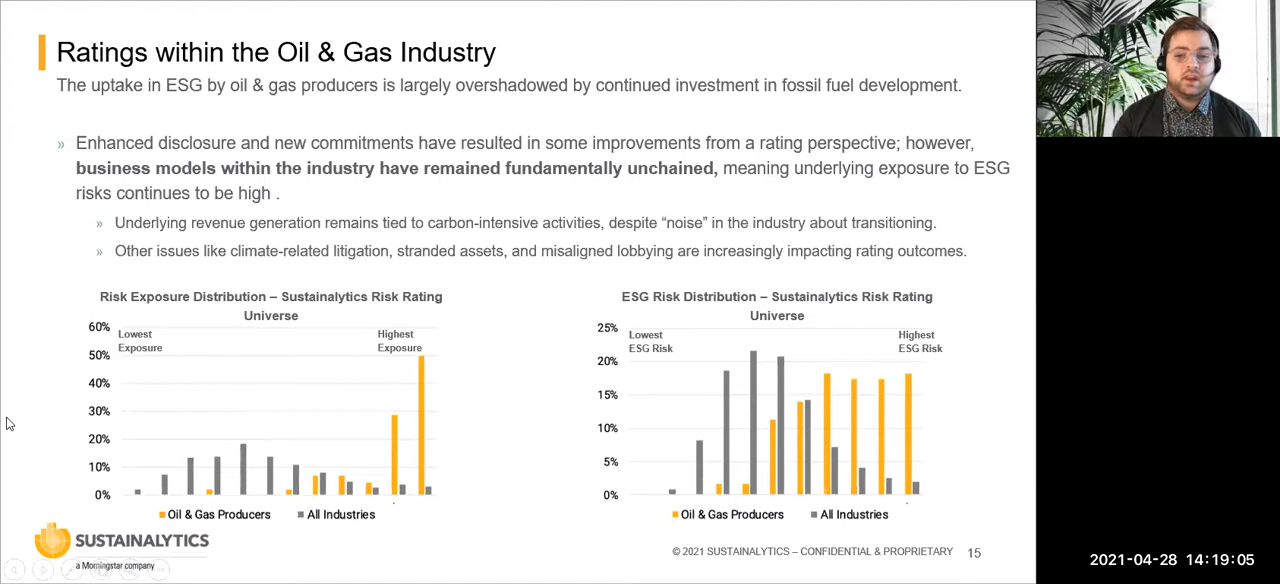 Ratings within the Oil & Gas Industry
The uptake in ESG by oil & gas producers is largely overshadowed by continued investment in fossil fuel development.
» Enhanced disclosure and new commitments have resulted in some improvements from a rating perspective; however,
business models within the industry have remained fundamentally unchained, meaning underlying exposure to ESG
risks continues to be high .
» Underlying revenue generation remains tied to carbon-intensive activities, despite “noise” in the industry about transitioning.
» Other issues like climate-related litigation, stranded assets, and misaligned lobbying are increasingly impacting rating outcomes.
Risk Exposure Distribution – Sustainalytics Risk Rating
Universe
60%
50%
40%
30%
20%
10%
0%
Lowest
Exposure
Highest
Exposure
Oil & Gas Producers
All Industries
ESG Risk Distribution – Sustainalytics Risk Rating
Universe
25%
20%
15%
10%
5%
0%
Lowest
ESG Risk
Highest
ESG Risk
Oil & Gas Producers
All Industries
SUSTAINALYTICS
a Morningstar company
© 2021 SUSTAINALYTICS – CONFIDENTIAL & PROPRIETARY
15
2021-04-28 14:19:05